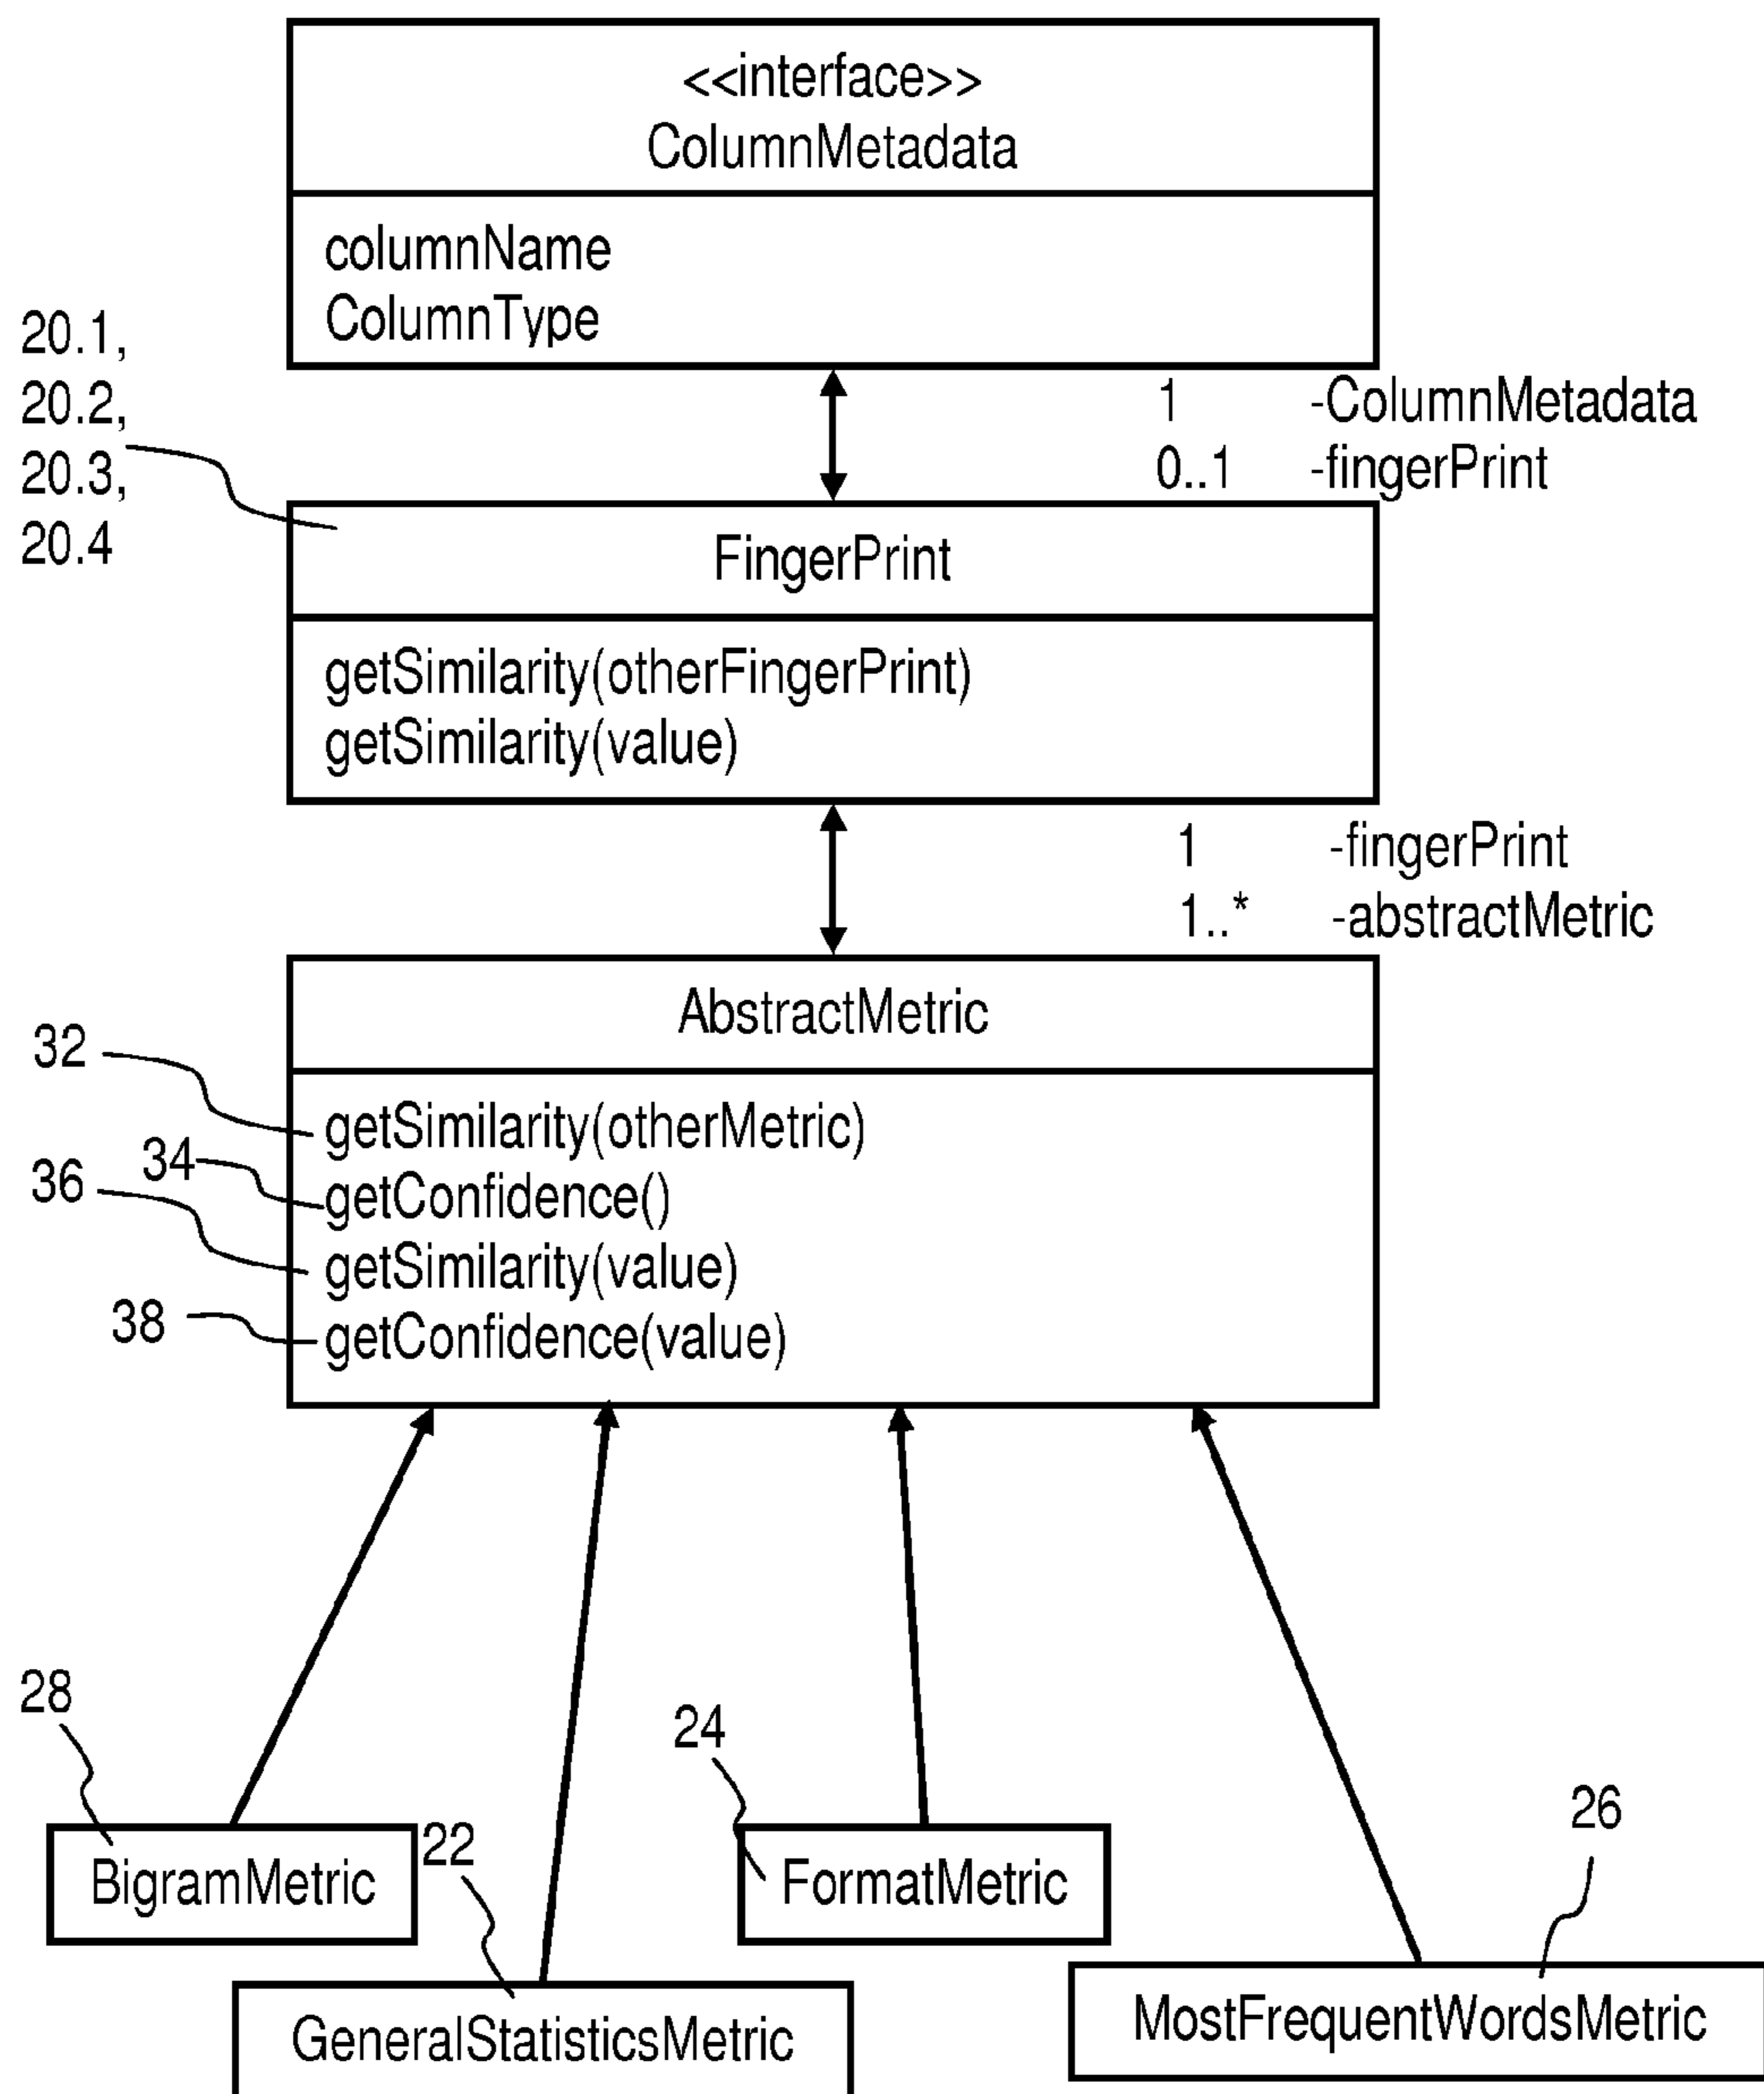 <<interface>>
ColumnMetadata
columnName
ColumnType
20.1,
20.2,
20.3,
20.4
1 -ColumnMetadata
0..1 -fingerPrint
FingerPrint
getSimilarity(otherFingerPrint)
getSimilarity(value)
1 -fingerPrint
1..* -abstractMetric
AbstractMetric
32
getSimilarity(otherMetric)
34
getConfidence()
36
getSimilarity(value)
38
getConfidence(value)
28
BigramMetric
22
GeneralStatisticsMetric
24
FormatMetric
26
MostFrequentWordsMetric